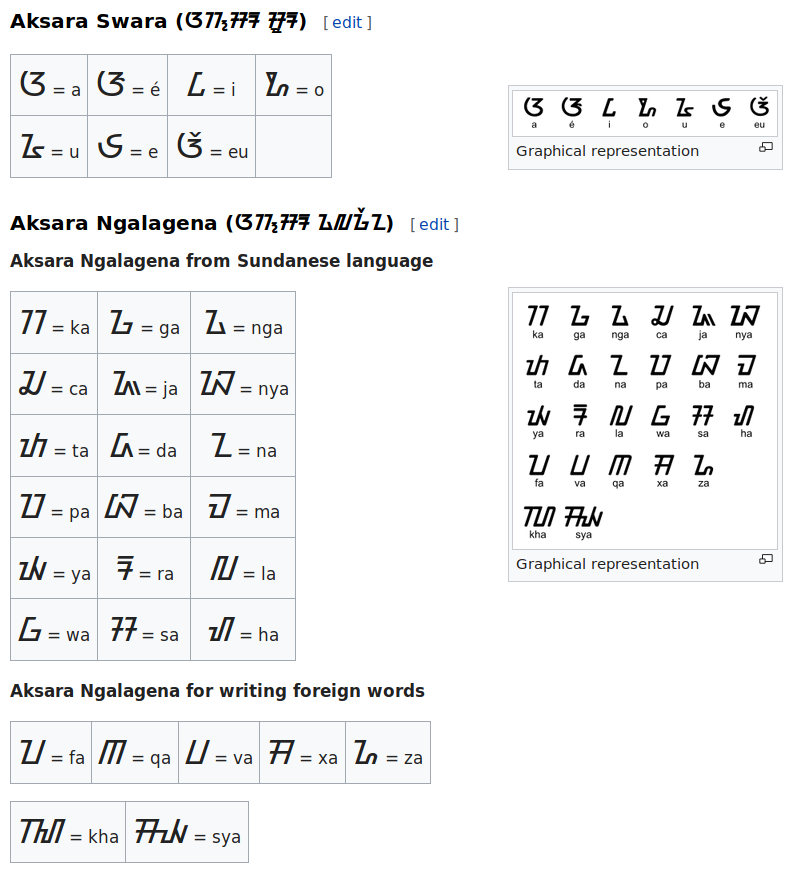 Aksara Swara (ᮃᮊ᮪ᮞᮛ ᮞᮭᮛ) [ edit ]
ᮃ = a ᮆ = é ᮄ = i ᮇ = o
ᮅ = u ᮈ = e ᮉ = eu
ᮃ ᮆ ᮄ ᮇ ᮅ ᮈ ᮉ
a é i o u e eu
Graphical representation
Aksara Ngalagena (ᮃᮊ᮪ᮞᮛ ᮍᮜᮌᮨᮔ) [ edit ]
Aksara Ngalagena from Sundanese language
ᮊ = ka ᮌ = ga ᮍ = nga
ᮎ = ca ᮏ = ja ᮑ = nya
ᮒ = ta ᮓ = da ᮔ = na
ᮕ = pa ᮘ = ba ᮙ = ma
ᮚ = ya ᮛ = ra ᮜ = la
ᮝ = wa ᮞ = sa ᮠ = ha
ᮊ ᮌ ᮍ ᮎ ᮏ ᮑ
ka ga nga ca ja nya
ᮒ ᮓ ᮔ ᮕ ᮘ ᮙ
ta da na pa ba ma
ᮚ ᮛ ᮜ ᮝ ᮞ ᮠ
ya ra la wa sa ha
ᮖ ᮗ ᮋ ᮟ ᮐ
fa va qa xa za
ᮮ ᮯ
kha sya
Graphical representation
Aksara Ngalagena for writing foreign words
ᮖ = fa ᮋ = qa ᮗ = va ᮟ = xa ᮐ = za
ᮮ = kha ᮯ = sya